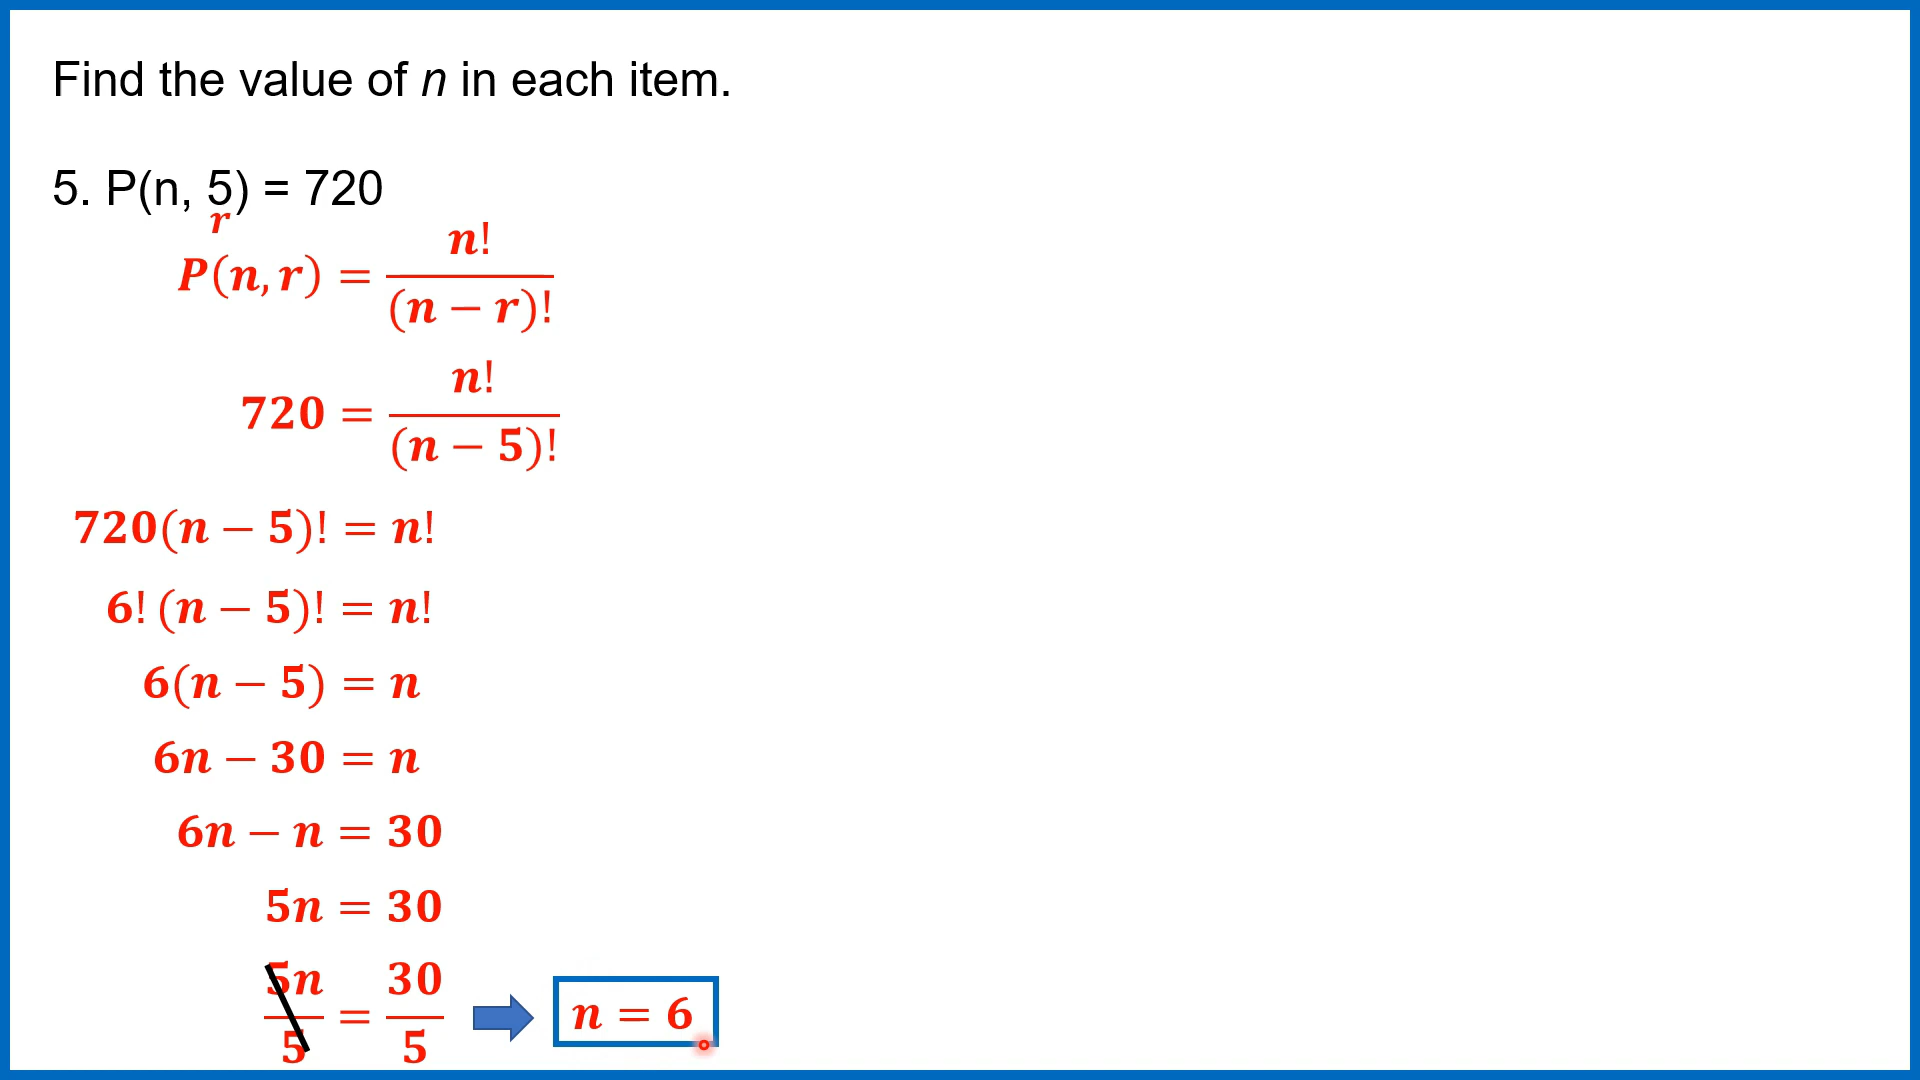 Find the value of n in each item.
5. P(n, 5) = 720
r
P(n, r) = n! / (n − r)!
720 = n! / (n − 5)!
720(n − 5)! = n!
6! (n − 5)! = n!
6(n − 5) = n
6n − 30 = n
6n − n = 30
5n = 30
5n / 5 = 30 / 5
n = 6